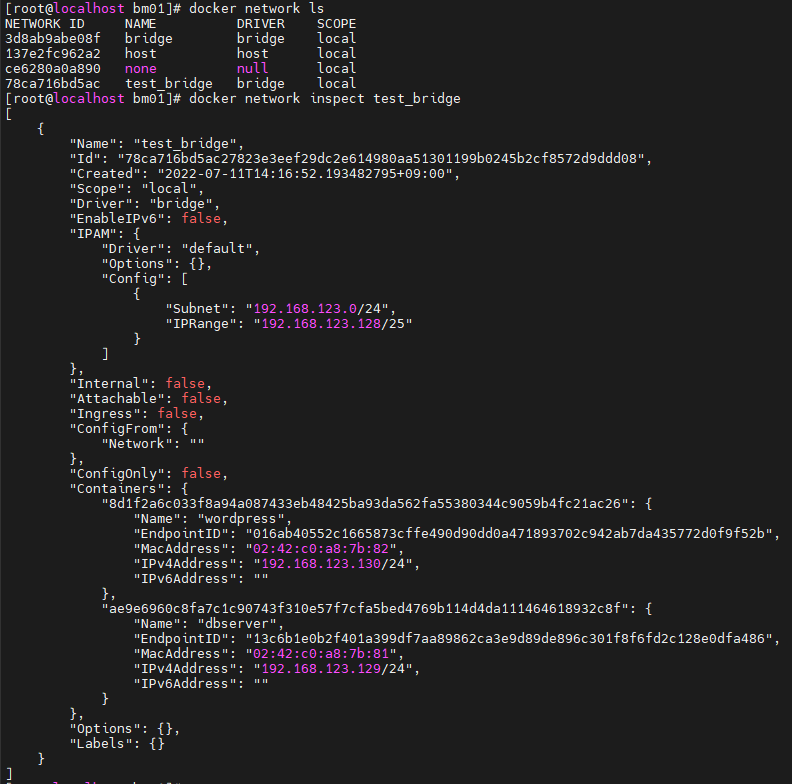 [root@localhost bm01]# docker network ls
NETWORK ID     NAME          DRIVER    SCOPE
3d8ab9abe08f   bridge        bridge    local
137e2fc962a2   host          host      local
ce6280a0a890   none          null      local
78ca716bd5ac   test_bridge   bridge    local
[root@localhost bm01]# docker network inspect test_bridge
[
    {
        "Name": "test_bridge",
        "Id": "78ca716bd5ac27823e3eef29dc2e614980aa51301199b0245b2cf8572d9ddd08",
        "Created": "2022-07-11T14:16:52.193482795+09:00",
        "Scope": "local",
        "Driver": "bridge",
        "EnableIPv6": false,
        "IPAM": {
            "Driver": "default",
            "Options": {},
            "Config": [
                {
                    "Subnet": "192.168.123.0/24",
                    "IPRange": "192.168.123.128/25"
                }
            ]
        },
        "Internal": false,
        "Attachable": false,
        "Ingress": false,
        "ConfigFrom": {
            "Network": ""
        },
        "ConfigOnly": false,
        "Containers": {
            "8d1f2a6c033f8a94a087433eb48425ba93da562fa55380344c9059b4fc21ac26": {
                "Name": "wordpress",
                "EndpointID": "016ab40552c1665873cffe490d90dd0a471893702c942ab7da435772d0f9f52b",
                "MacAddress": "02:42:c0:a8:7b:82",
                "IPv4Address": "192.168.123.130/24",
                "IPv6Address": ""
            },
            "ae9e6960c8fa7c1c90743f310e57f7cfa5bed4769b114d4da111464618932c8f": {
                "Name": "dbserver",
                "EndpointID": "13c6b1e0b2f401a399df7aa89862ca3e9d89de896c301f8f6fd2c128e0dfa486",
                "MacAddress": "02:42:c0:a8:7b:81",
                "IPv4Address": "192.168.123.129/24",
                "IPv6Address": ""
            }
        },
        "Options": {},
        "Labels": {}
    }
]